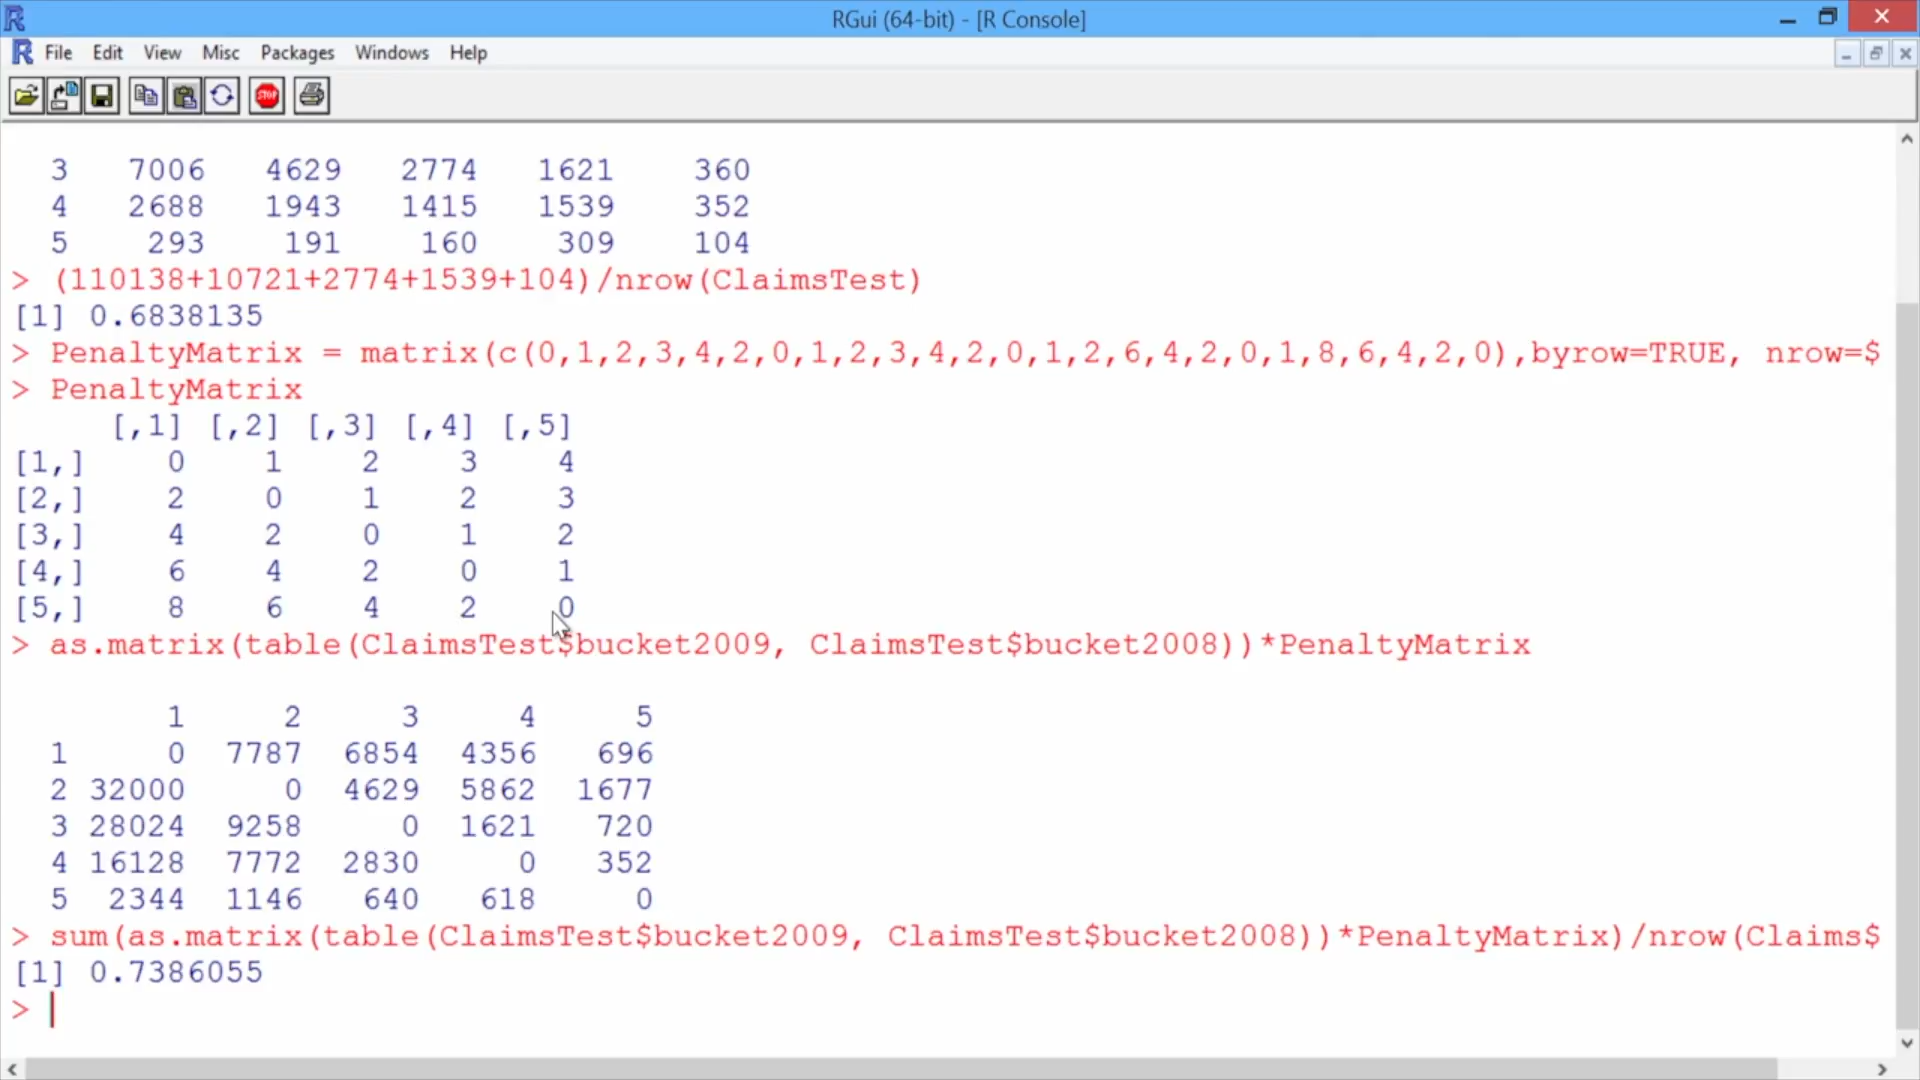 RGui (64-bit) - [R Console]
File Edit View Misc Packages Windows Help
STOP
3 7006 4629 2774 1621 360
4 2688 1943 1415 1539 352
5 293 191 160 309 104
> (110138+10721+2774+1539+104)/nrow(ClaimsTest)
[1] 0.6838135
> PenaltyMatrix = matrix(c(0,1,2,3,4,2,0,1,2,3,4,2,0,1,2,6,4,2,0,1,8,6,4,2,0),byrow=TRUE, nrow=$
> PenaltyMatrix
[,1] [,2] [,3] [,4] [,5]
[1,] 0 1 2 3 4
[2,] 2 0 1 2 3
[3,] 4 2 0 1 2
[4,] 6 4 2 0 1
[5,] 8 6 4 2 0
> as.matrix(table(ClaimsTest$bucket2009, ClaimsTest$bucket2008))*PenaltyMatrix
1 2 3 4 5
1 0 7787 6854 4356 696
2 32000 0 4629 5862 1677
3 28024 9258 0 1621 720
4 16128 7772 2830 0 352
5 2344 1146 640 618 0
> sum(as.matrix(table(ClaimsTest$bucket2009, ClaimsTest$bucket2008))*PenaltyMatrix)/nrow(Claims$
[1] 0.7386055
>